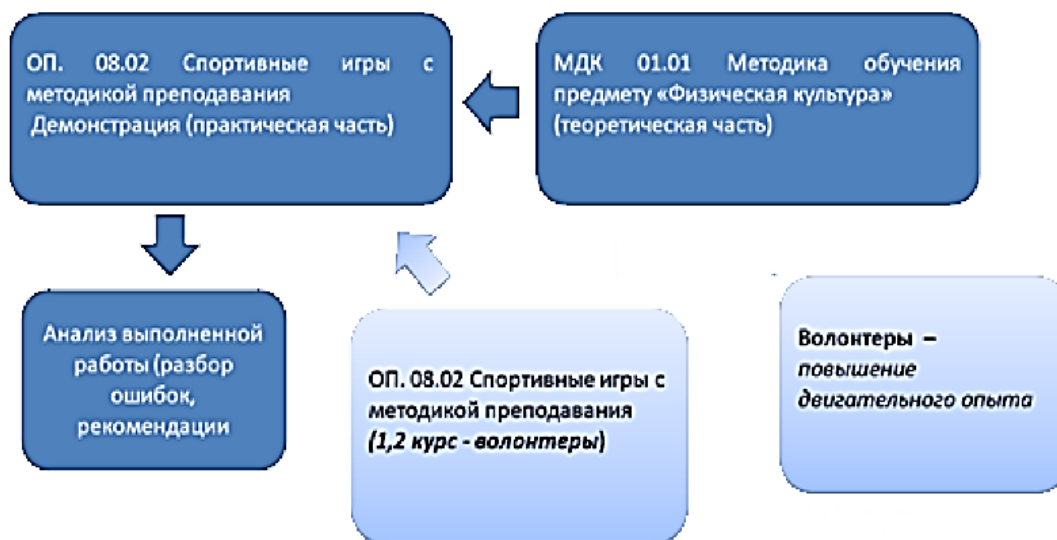 ОП. 08.02 Спортивные игры с
методикой преподавания
Демонстрация (практическая часть)
МДК 01.01 Методика обучения
предмету «Физическая культура»
(теоретическая часть)
Анализ выполненной
работы (разбор
ошибок,
рекомендации
ОП. 08.02 Спортивные игры с
методикой преподавания
(1,2 курс - волонтеры)
Волонтеры –
повышение
двигательного опыта